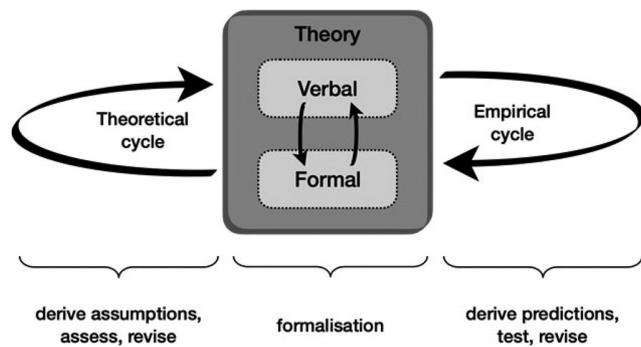 Theory
Verbal
Theoretical
cycle
Empirical
cycle
Formal
derive assumptions,
assess, revise
formalisation
derive predictions,
test, revise